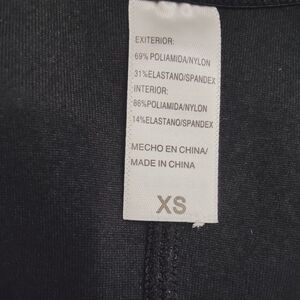 EXITERIOR:
69% POLIAMIDA/NYLON
31%ELASTANO/SPANDEX
INTERIOR:
86%POLIAMIDA/NYLON
14%ELASTANO/SPANDEX
MECHO EN CHINA/
MADE IN CHINA
XS